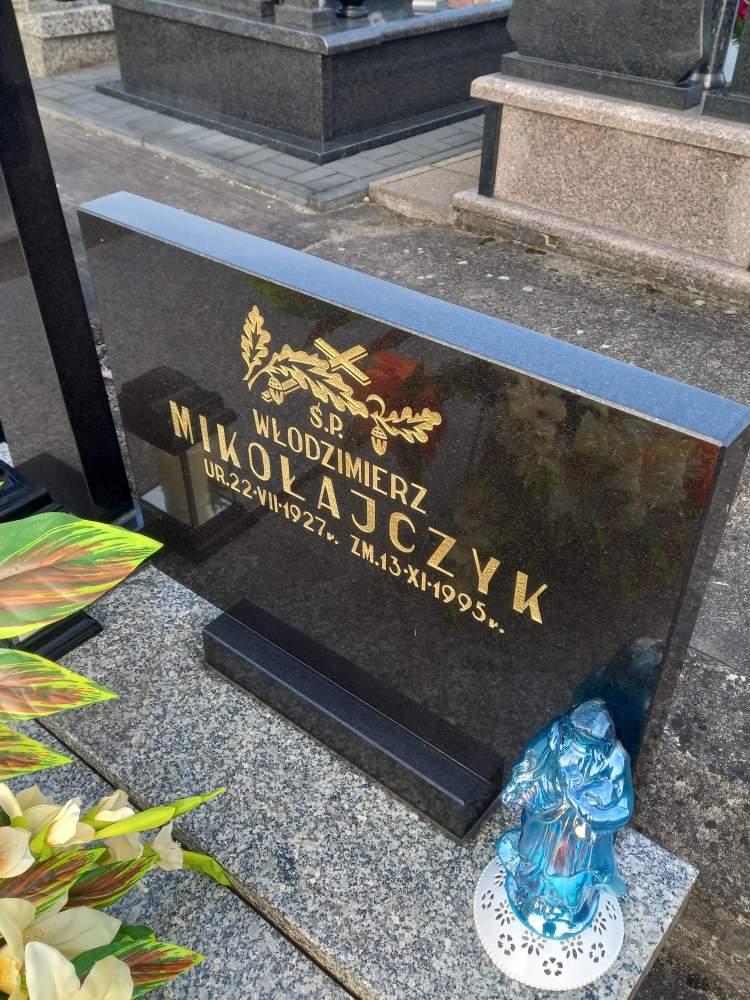 Ś.P.
WŁODZIMIERZ
MIKOŁAJCZYK
UR.22·VII·1927r. ZM.13·XI·1995r.